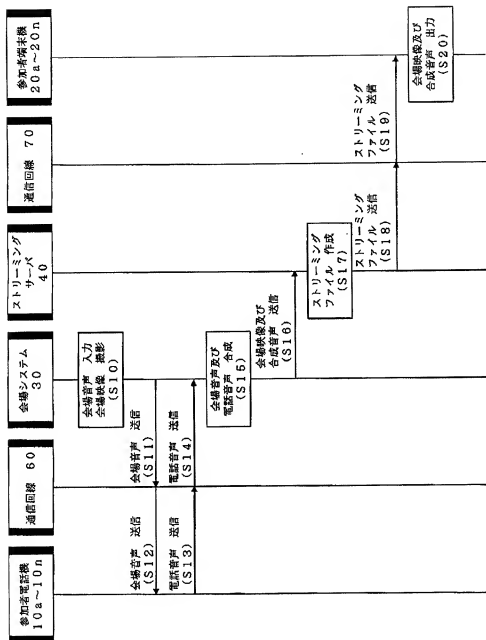 参加者電話機
10a~10n
通信回線 60
会場システム
30
ストリーミング
サーバ
40
通信回線 70
参加者端末機
20a~20n
会場音声 入力
会場映像 撮影
(S10)
会場音声 送信
(S11)
会場音声 送信
(S12)
電話音声 送信
(S13)
電話音声 送信
(S14)
会場音声及び
電話音声 合成
(S15)
会場映像及び
合成音声 送信
(S16)
ストリーミング
ファイル 作成
(S17)
ストリーミング
ファイル 送信
(S18)
ストリーミング
ファイル 送信
(S19)
会場映像及び
合成音声 出力
(S20)